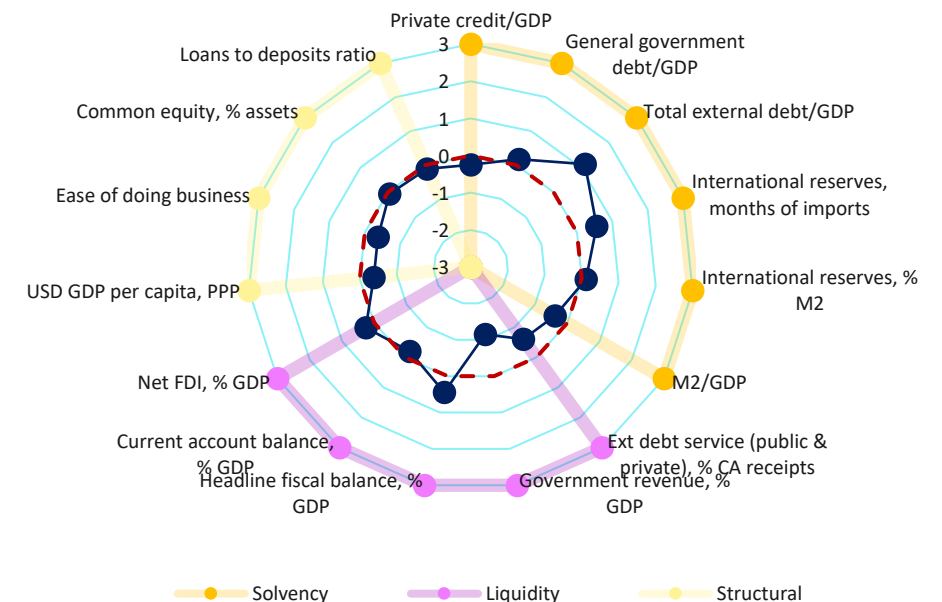 Private credit/GDP
General government
debt/GDP
Total external debt/GDP
International reserves,
months of imports
International reserves, %
M2
M2/GDP
Ext debt service (public &
private), % CA receipts
Government revenue, %
GDP
Headline fiscal balance, %
GDP
Current account balance,
% GDP
Net FDI, % GDP
USD GDP per capita, PPP
Ease of doing business
Common equity, % assets
Loans to deposits ratio
3
2
1
0
-1
-2
-3
Solvency
Liquidity
Structural